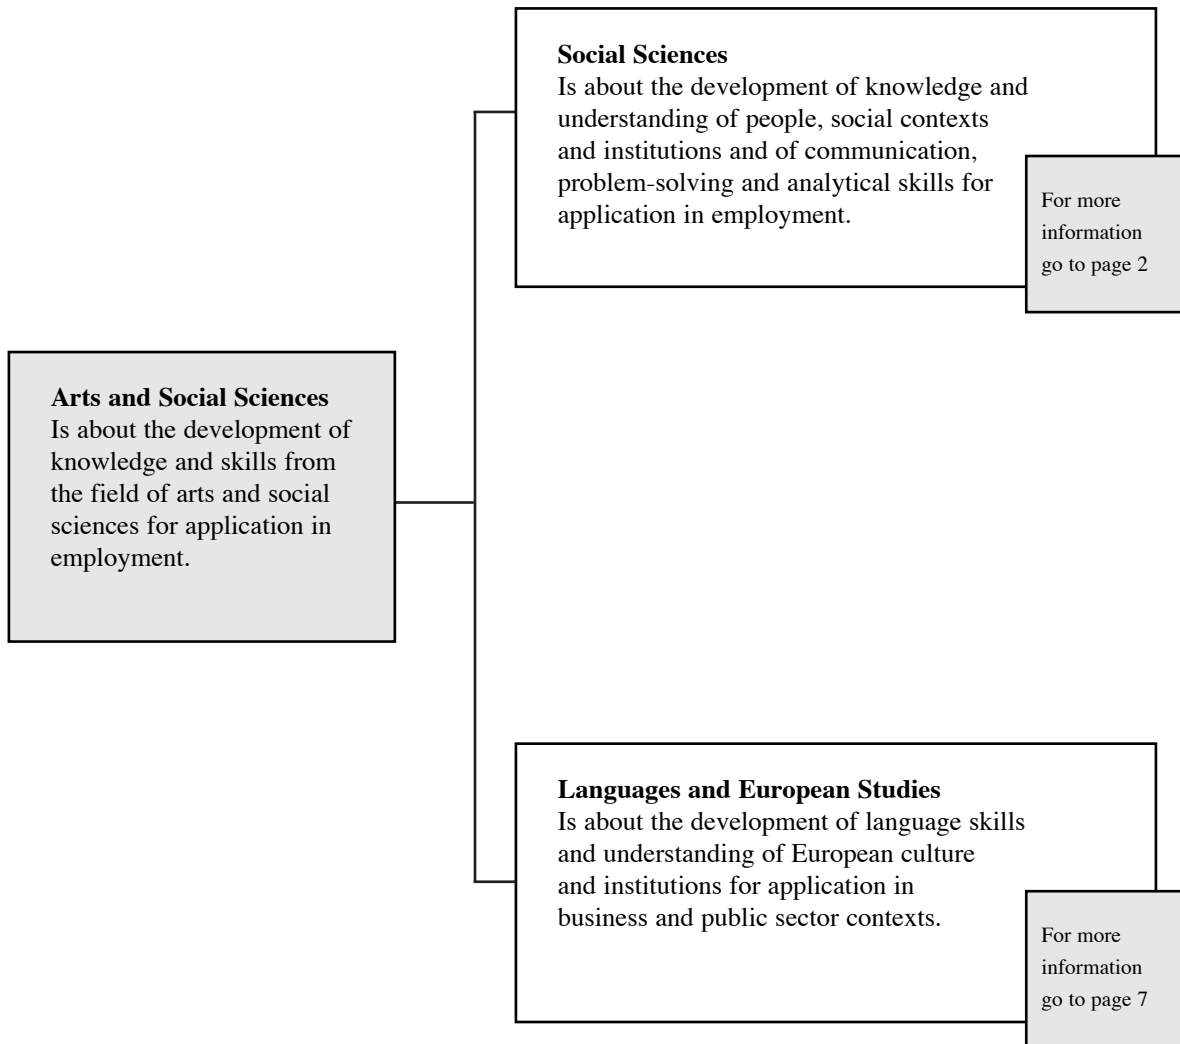 Social Sciences
Is about the development of knowledge and
understanding of people, social contexts
and institutions and of communication,
problem-solving and analytical skills for
application in employment.
For more
information
go to page 2
Arts and Social Sciences
Is about the development of
knowledge and skills from
the field of arts and social
sciences for application in
employment.
Languages and European Studies
Is about the development of language skills
and understanding of European culture
and institutions for application in
business and public sector contexts.
For more
information
go to page 7